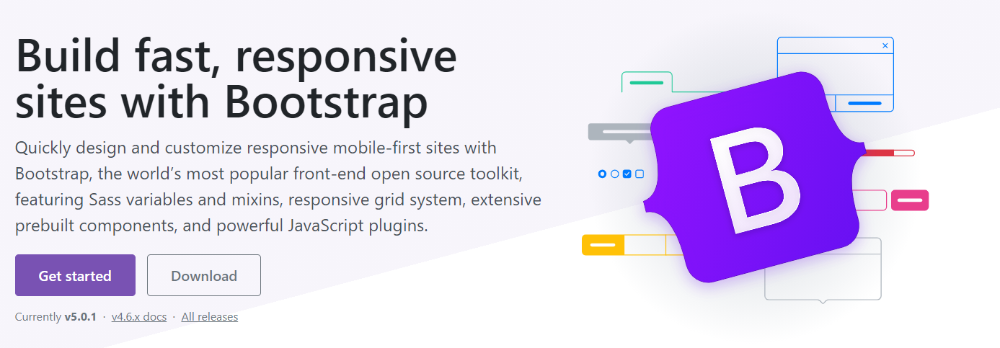 Build fast, responsive
sites with Bootstrap
Quickly design and customize responsive mobile-first sites with
Bootstrap, the world’s most popular front-end open source toolkit,
featuring Sass variables and mixins, responsive grid system, extensive
prebuilt components, and powerful JavaScript plugins.
Get started Download
Currently v5.0.1 · v4.6.x docs · All releases
B